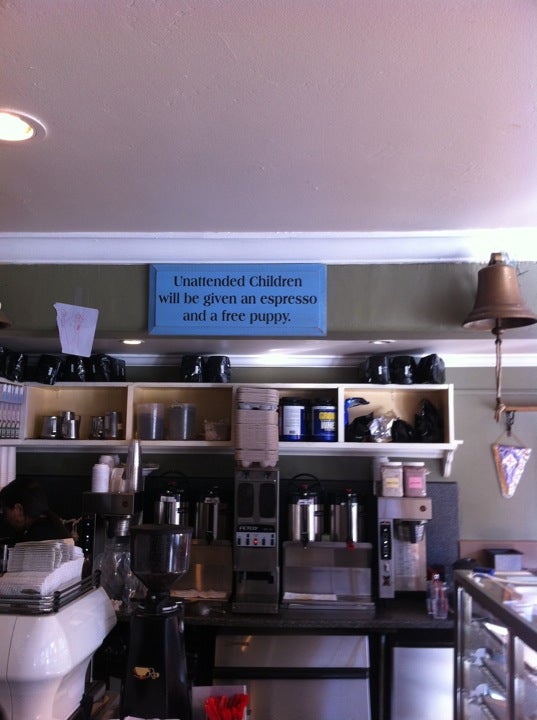 Unattended Children
will be given an espresso
and a free puppy.